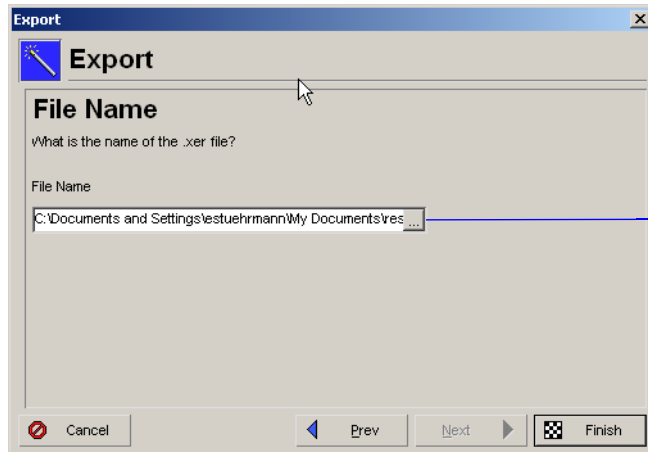 Export
Export
File Name
What is the name of the .xer file?
File Name
C:\Documents and Settings\estuehrmann\My Documents\res
...
Cancel
Prev
Next
Finish